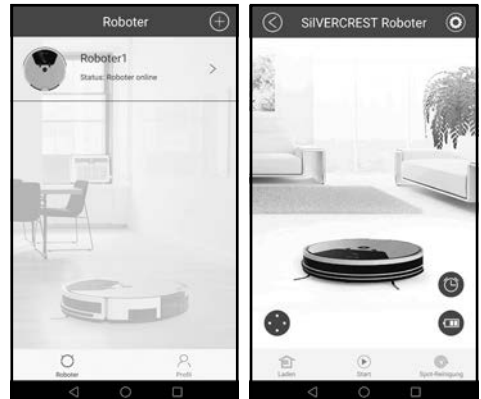 Roboter
Roboter1
Status: Roboter online
Roboter
Profil
SilVERCREST Roboter
Laden
Start
Spot-Reinigung